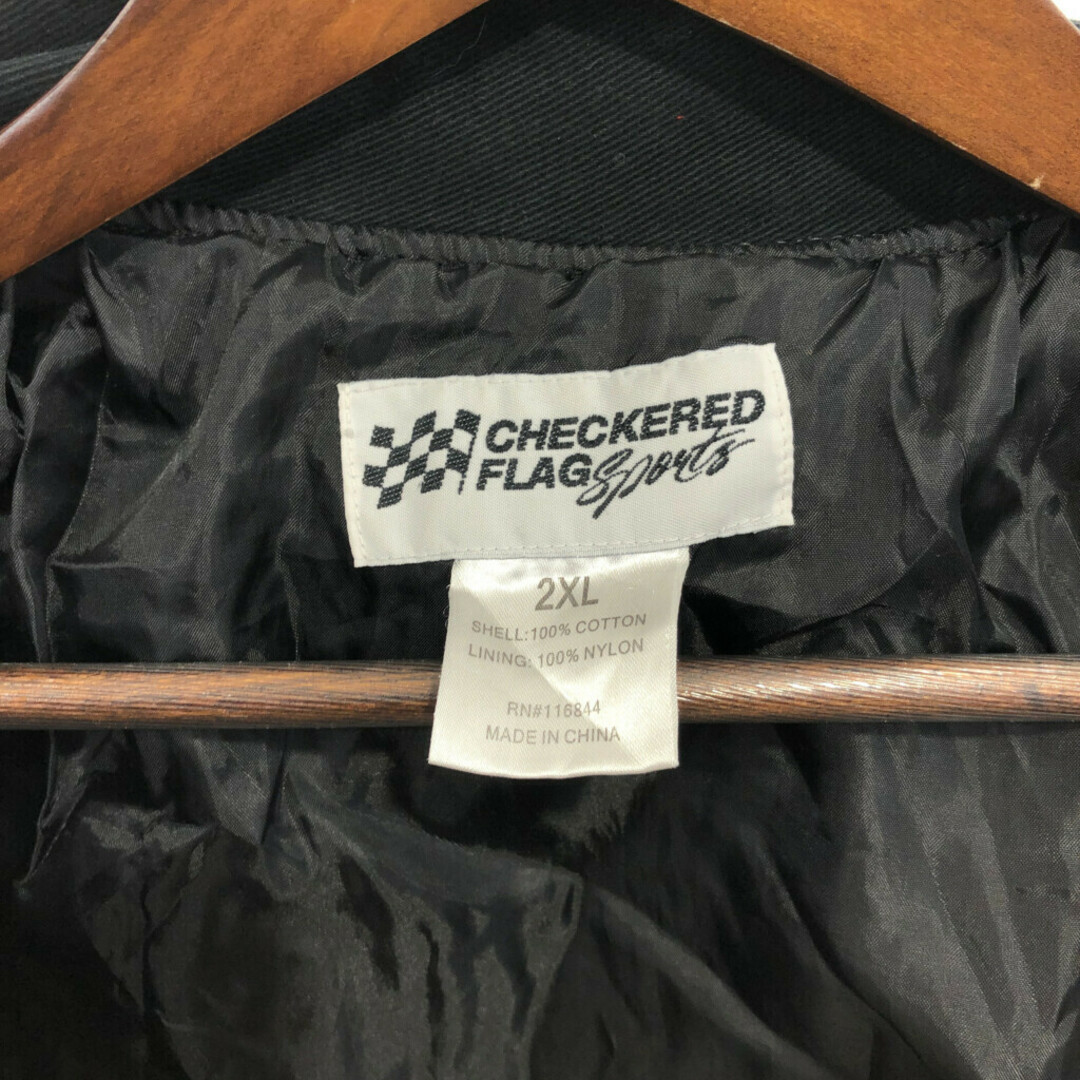 CHECKERED
FLAG Sports
2XL
SHELL:100% COTTON
LINING: 100% NYLON
RN#116844
MADE IN CHINA